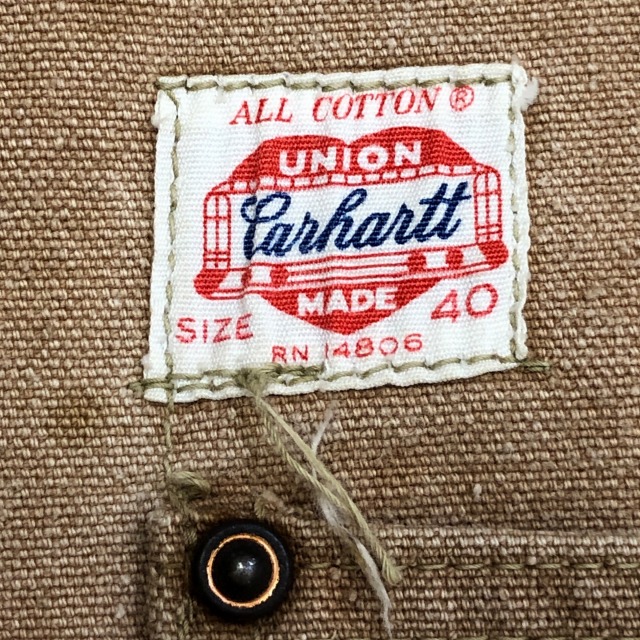 ALL COTTON ®
UNION
Carhartt
MADE
SIZE 40
RN 14806